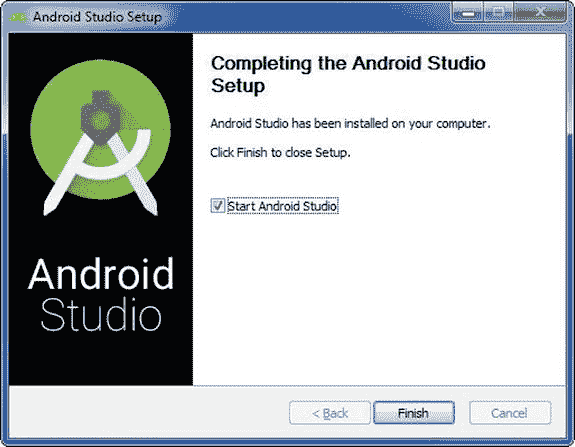 Android Studio Setup
Completing the Android Studio
Setup
Android Studio has been installed on your computer.
Click Finish to close Setup.
Start Android Studio
Android
Studio
< Back
Finish
Cancel